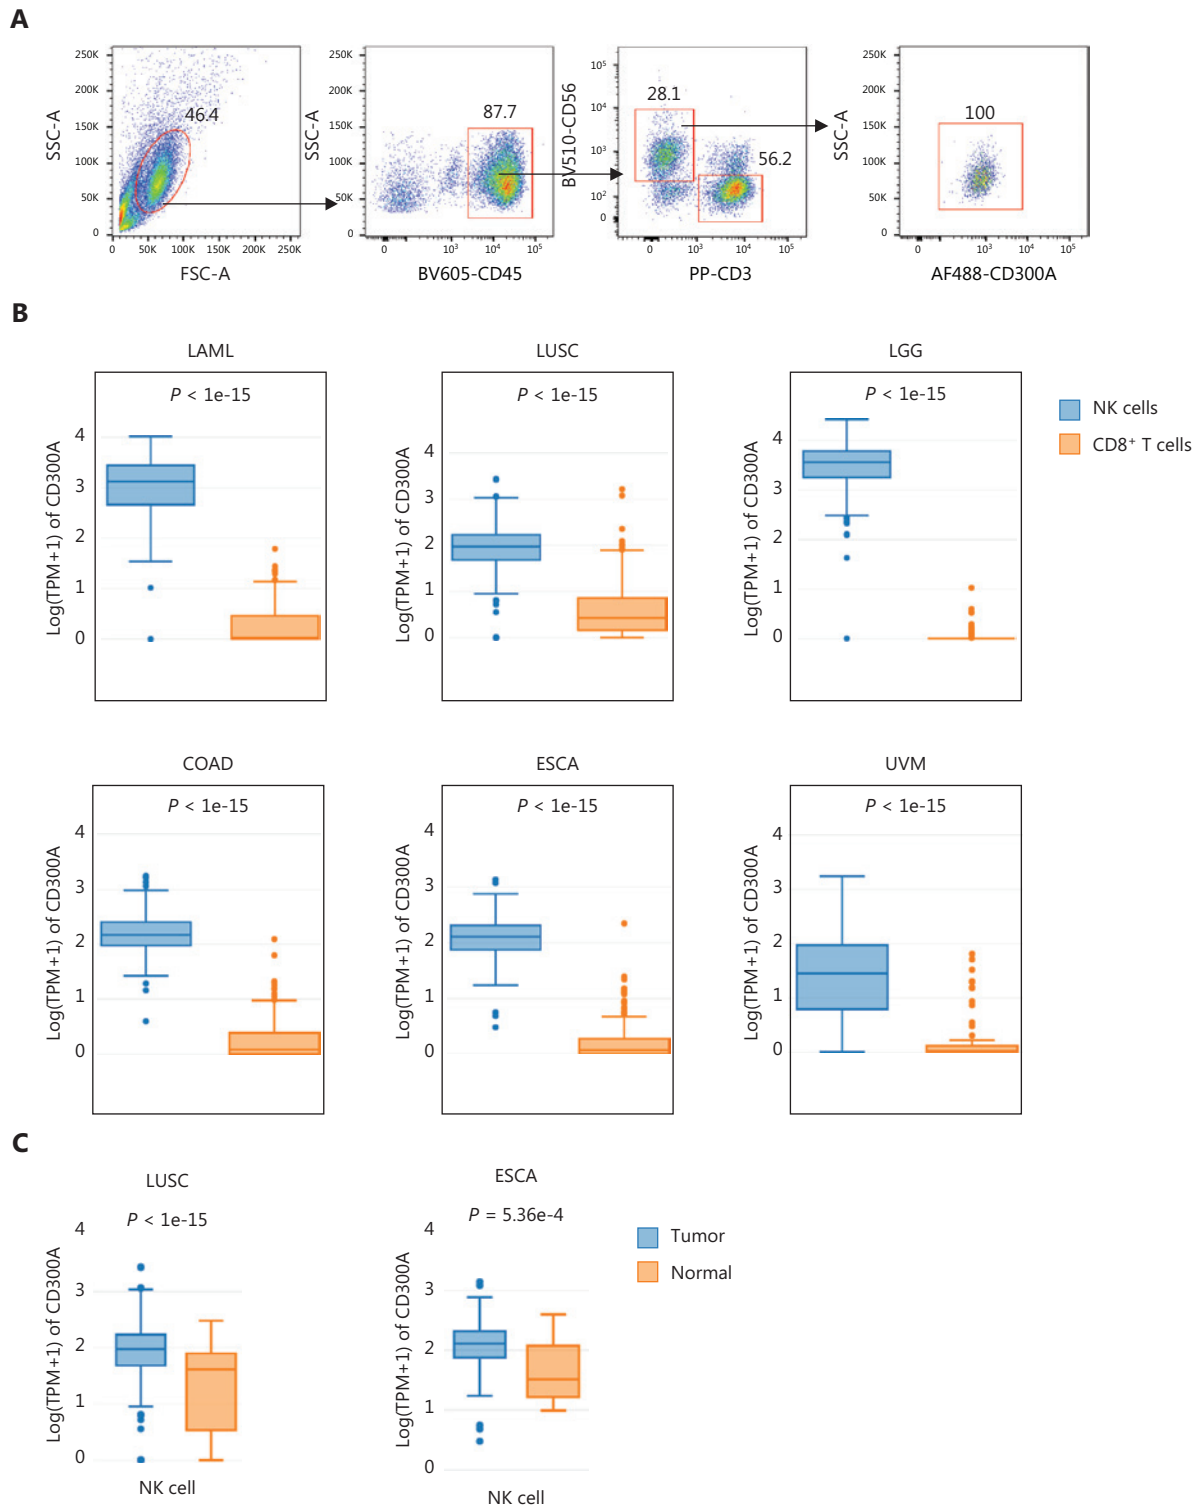 A
250K
200K
150K
100K
50K
0
SSC-A
46.4
0 50K 100K 150K 200K 250K
FSC-A
250K
200K
150K
100K
50K
0
SSC-A
87.7
0 10³ 10⁴ 10⁵
BV605-CD45
10⁵
10⁴
10³
10²
0
BV510-CD56
28.1
56.2
0 10³ 10⁴ 10⁵
PP-CD3
250K
200K
150K
100K
50K
0
SSC-A
100
0 10³ 10⁴ 10⁵
AF488-CD300A
B
LAML
P < 1e-15
Log(TPM+1) of CD300A
4
3
2
1
0
LUSC
P < 1e-15
Log(TPM+1) of CD300A
4
3
2
1
0
LGG
P < 1e-15
Log(TPM+1) of CD300A
4
3
2
1
0
NK cells
CD8⁺ T cells
COAD
P < 1e-15
Log(TPM+1) of CD300A
4
3
2
1
0
ESCA
P < 1e-15
Log(TPM+1) of CD300A
4
3
2
1
0
UVM
P < 1e-15
Log(TPM+1) of CD300A
4
3
2
1
0
C
LUSC
P < 1e-15
Log(TPM+1) of CD300A
4
3
2
1
0
NK cell
ESCA
P = 5.36e-4
Log(TPM+1) of CD300A
4
3
2
1
0
NK cell
Tumor
Normal